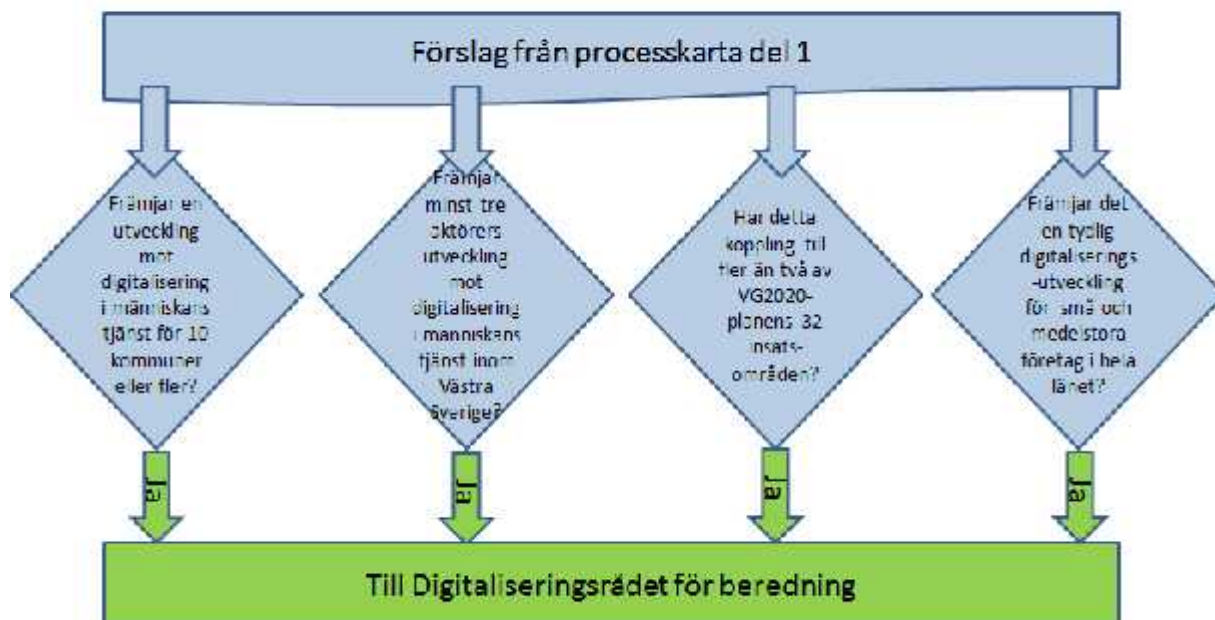 Förslag från processkarta del 1
Främjar en
utveckling
mot
digitalisering
i människans
tjänst för 10
kommuner
eller fler?
Främjar
minst tre
aktörers
utveckling
mot
digitalisering
i människans
tjänst inom
Västra
Sverige?
Har detta
koppling till
fler än två av
VG2020-
planens 32
insats-
områden?
Främjar det
en tydlig
digitaliserings
-utveckling
för små och
medelstora
företag i hela
länet?
Ja
Ja
Ja
Ja
Till Digitaliseringsrådet för beredning